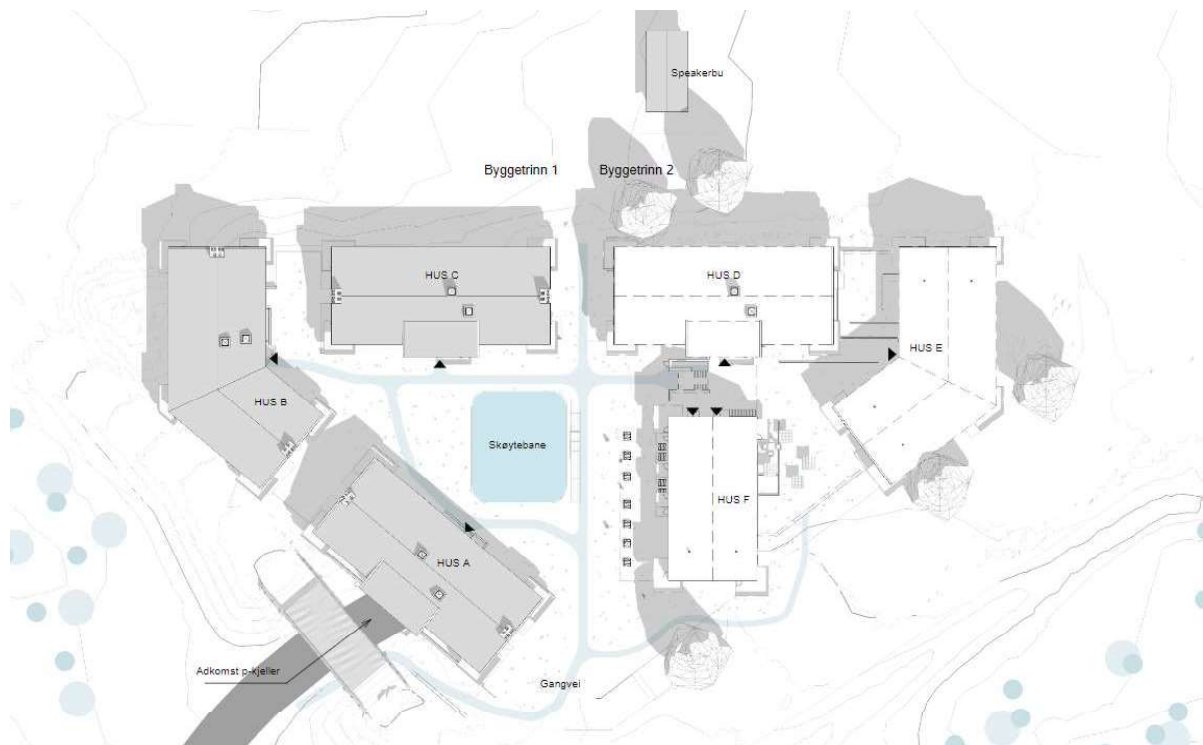 Speakerbu
Byggetrinn 1
Byggetrinn 2
HUS C
HUS D
HUS E
HUS B
Skøytebane
HUS F
HUS A
Adkomst p-kjeller
Gangvei